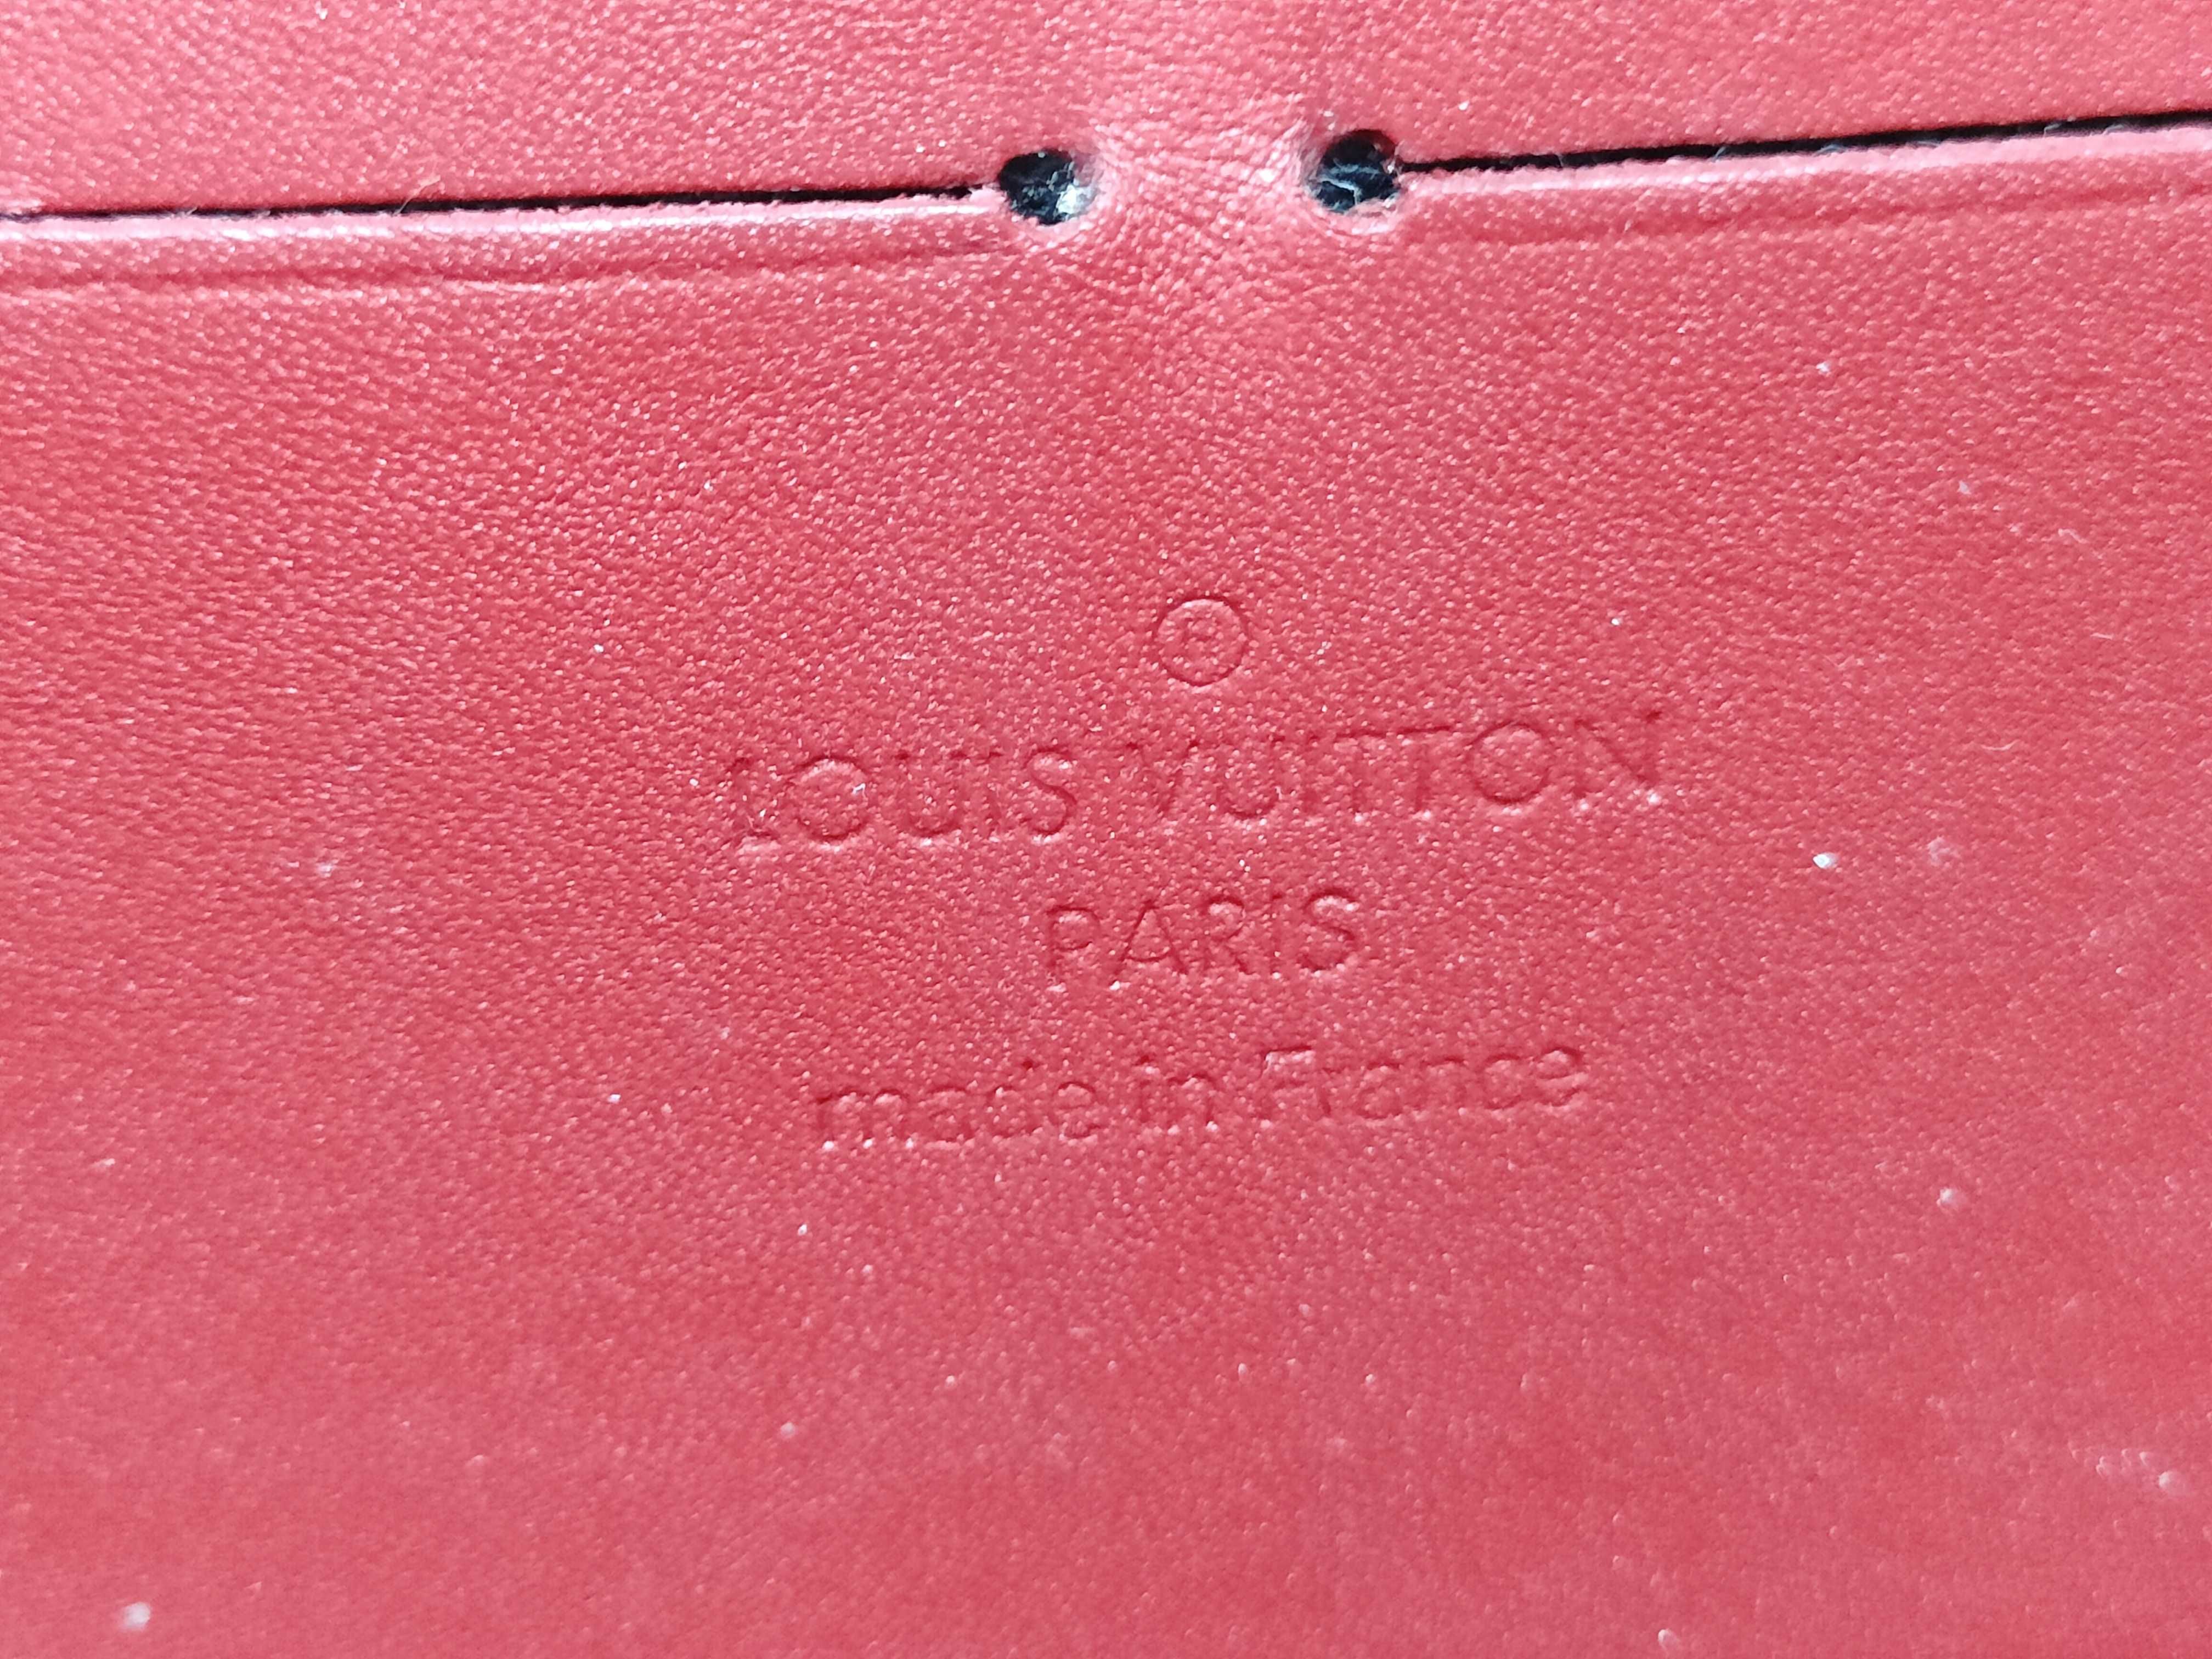 ®
LOUIS VUITTON
PARIS
made in France